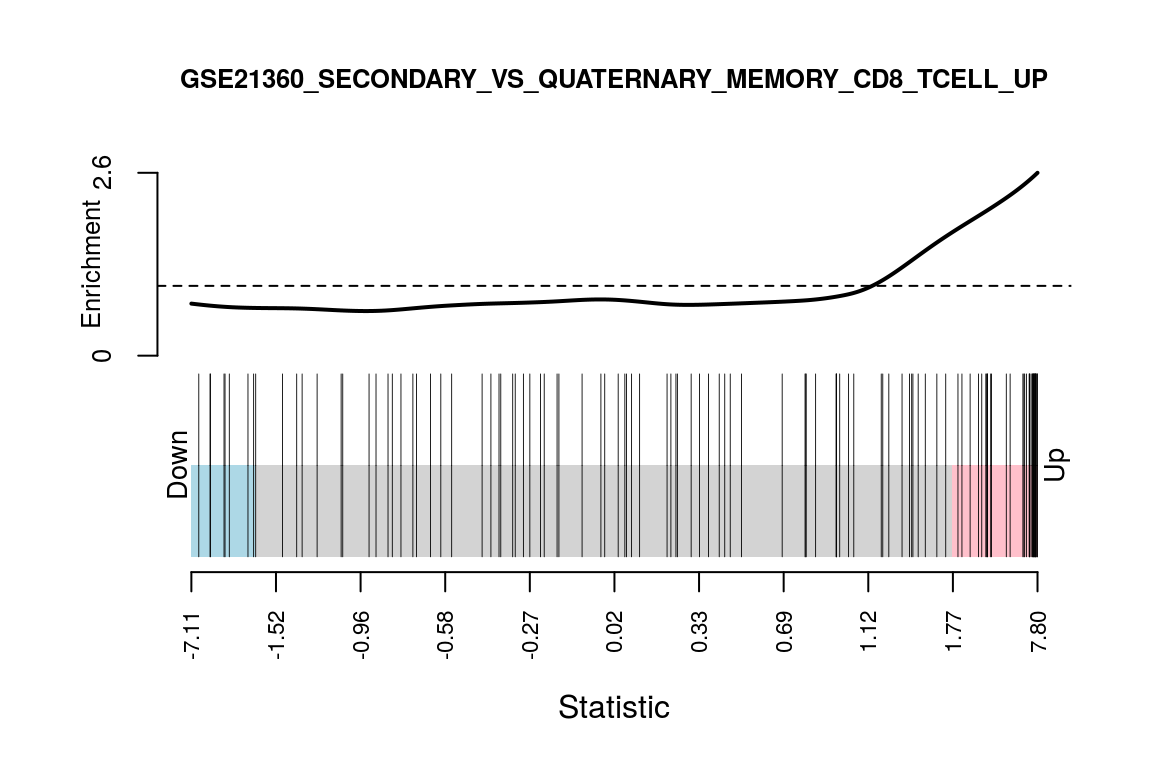 GSE21360_SECONDARY_VS_QUATERNARY_MEMORY_CD8_TCELL_UP
2.6
Enrichment
0
Down
Up
-7.11
-1.52
-0.96
-0.58
-0.27
0.02
0.33
0.69
1.12
1.77
7.80
Statistic